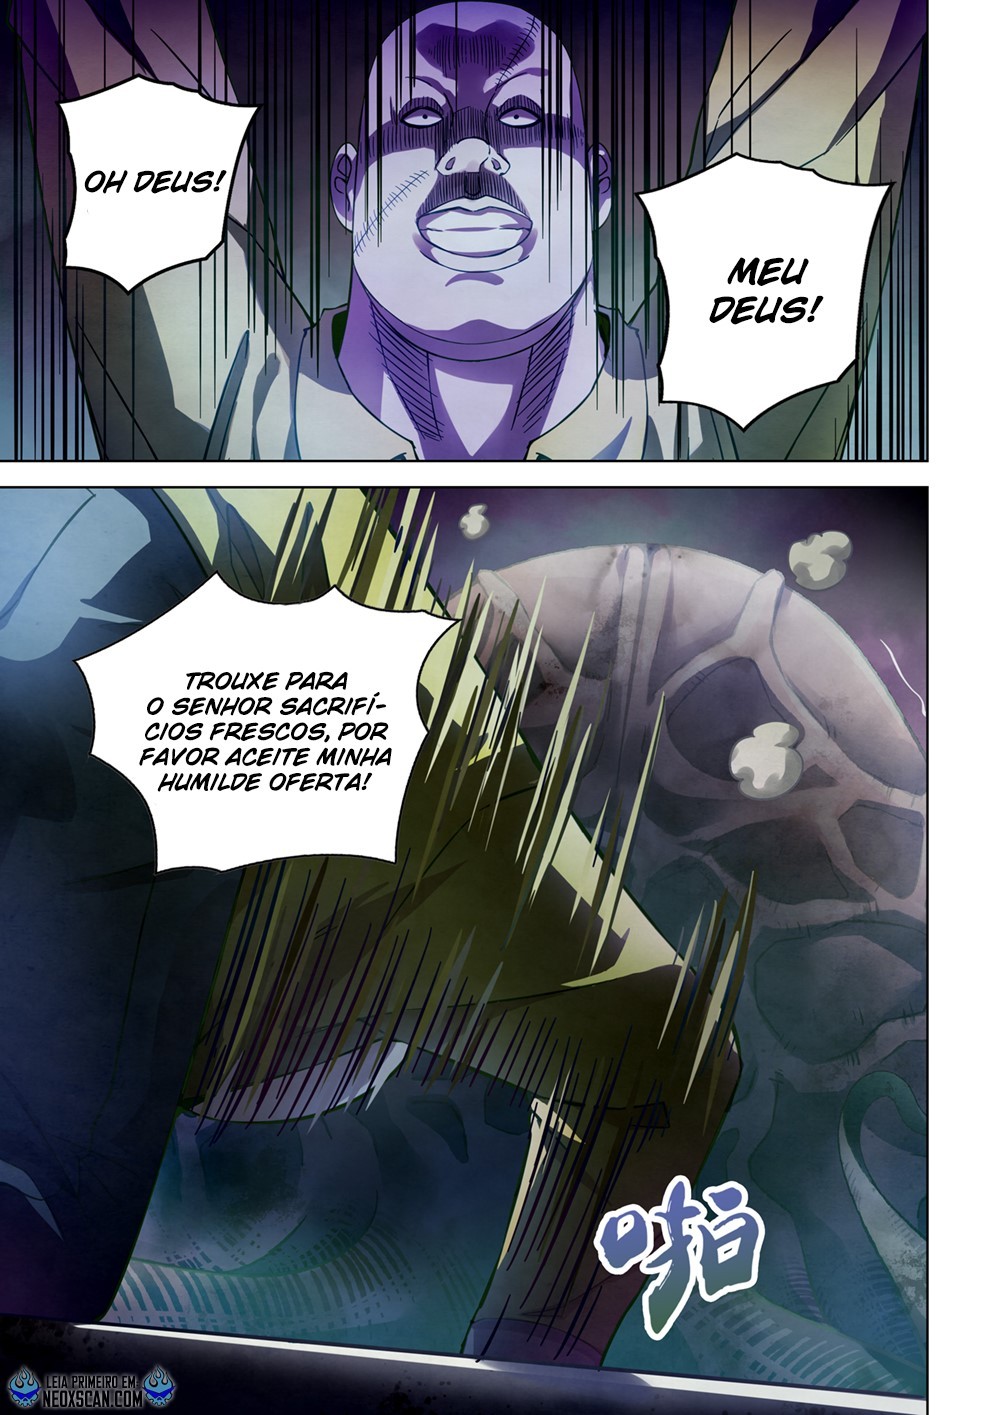 OH DEUS!
MEU
DEUS!
TROUXE PARA
O SENHOR SACRIFÍ-
CIOS FRESCOS, POR
FAVOR ACEITE MINHA
HUMILDE OFERTA!
啪
LEIA PRIMEIRO EM:
NEOXSCAN.COM